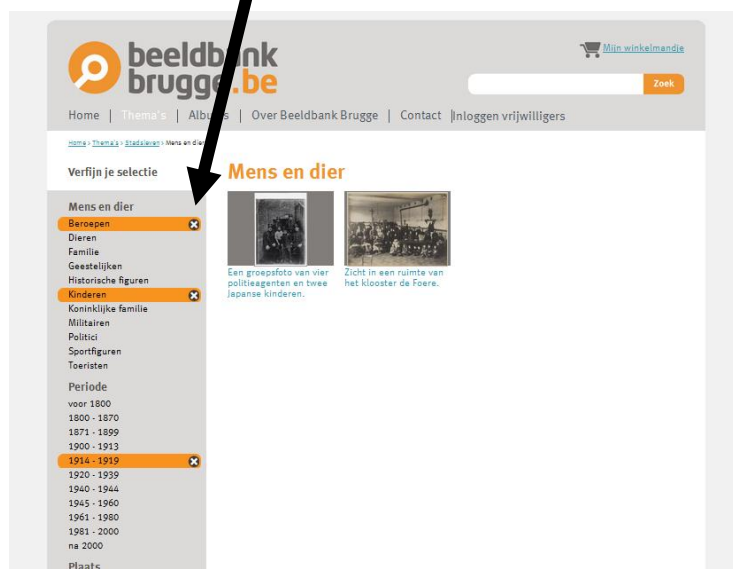 beeldbank
brugge.be
Mijn winkelmandje
Zoek
Home | Thema's | Albums | Over Beeldbank Brugge | Contact |Inloggen vrijwilligers
Home > Thema's > Stadsleven > Mens en dier
Verfijn je selectie
Mens en dier
Mens en dier
Beroepen
Dieren
Familie
Geestelijken
Historische figuren
Kinderen
Koninklijke familie
Militairen
Politici
Sportfiguren
Toeristen
Een groepsfoto van vier
politieagenten en twee
Japanse kinderen.
Zicht in een ruimte van
het klooster de Foere.
Periode
voor 1800
1800 - 1870
1871 - 1899
1900 - 1913
1914 - 1919
1920 - 1939
1940 - 1944
1945 - 1960
1961 - 1980
1981 - 2000
na 2000
Plaats